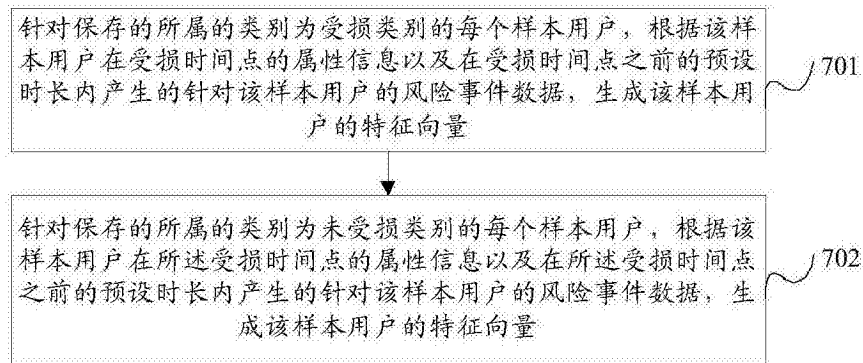 针对保存的所属的类别为受损类别的每个样本用户，根据该样
本用户在受损时间点的属性信息以及在受损时间点之前的预设
时长内产生的针对该样本用户的风险事件数据，生成该样本用
户的特征向量
701
针对保存的所属的类别为未受损类别的每个样本用户，根据该
样本用户在所述受损时间点的属性信息以及在所述受损时间点
之前的预设时长内产生的针对该样本用户的风险事件数据，生
成该样本用户的特征向量
702